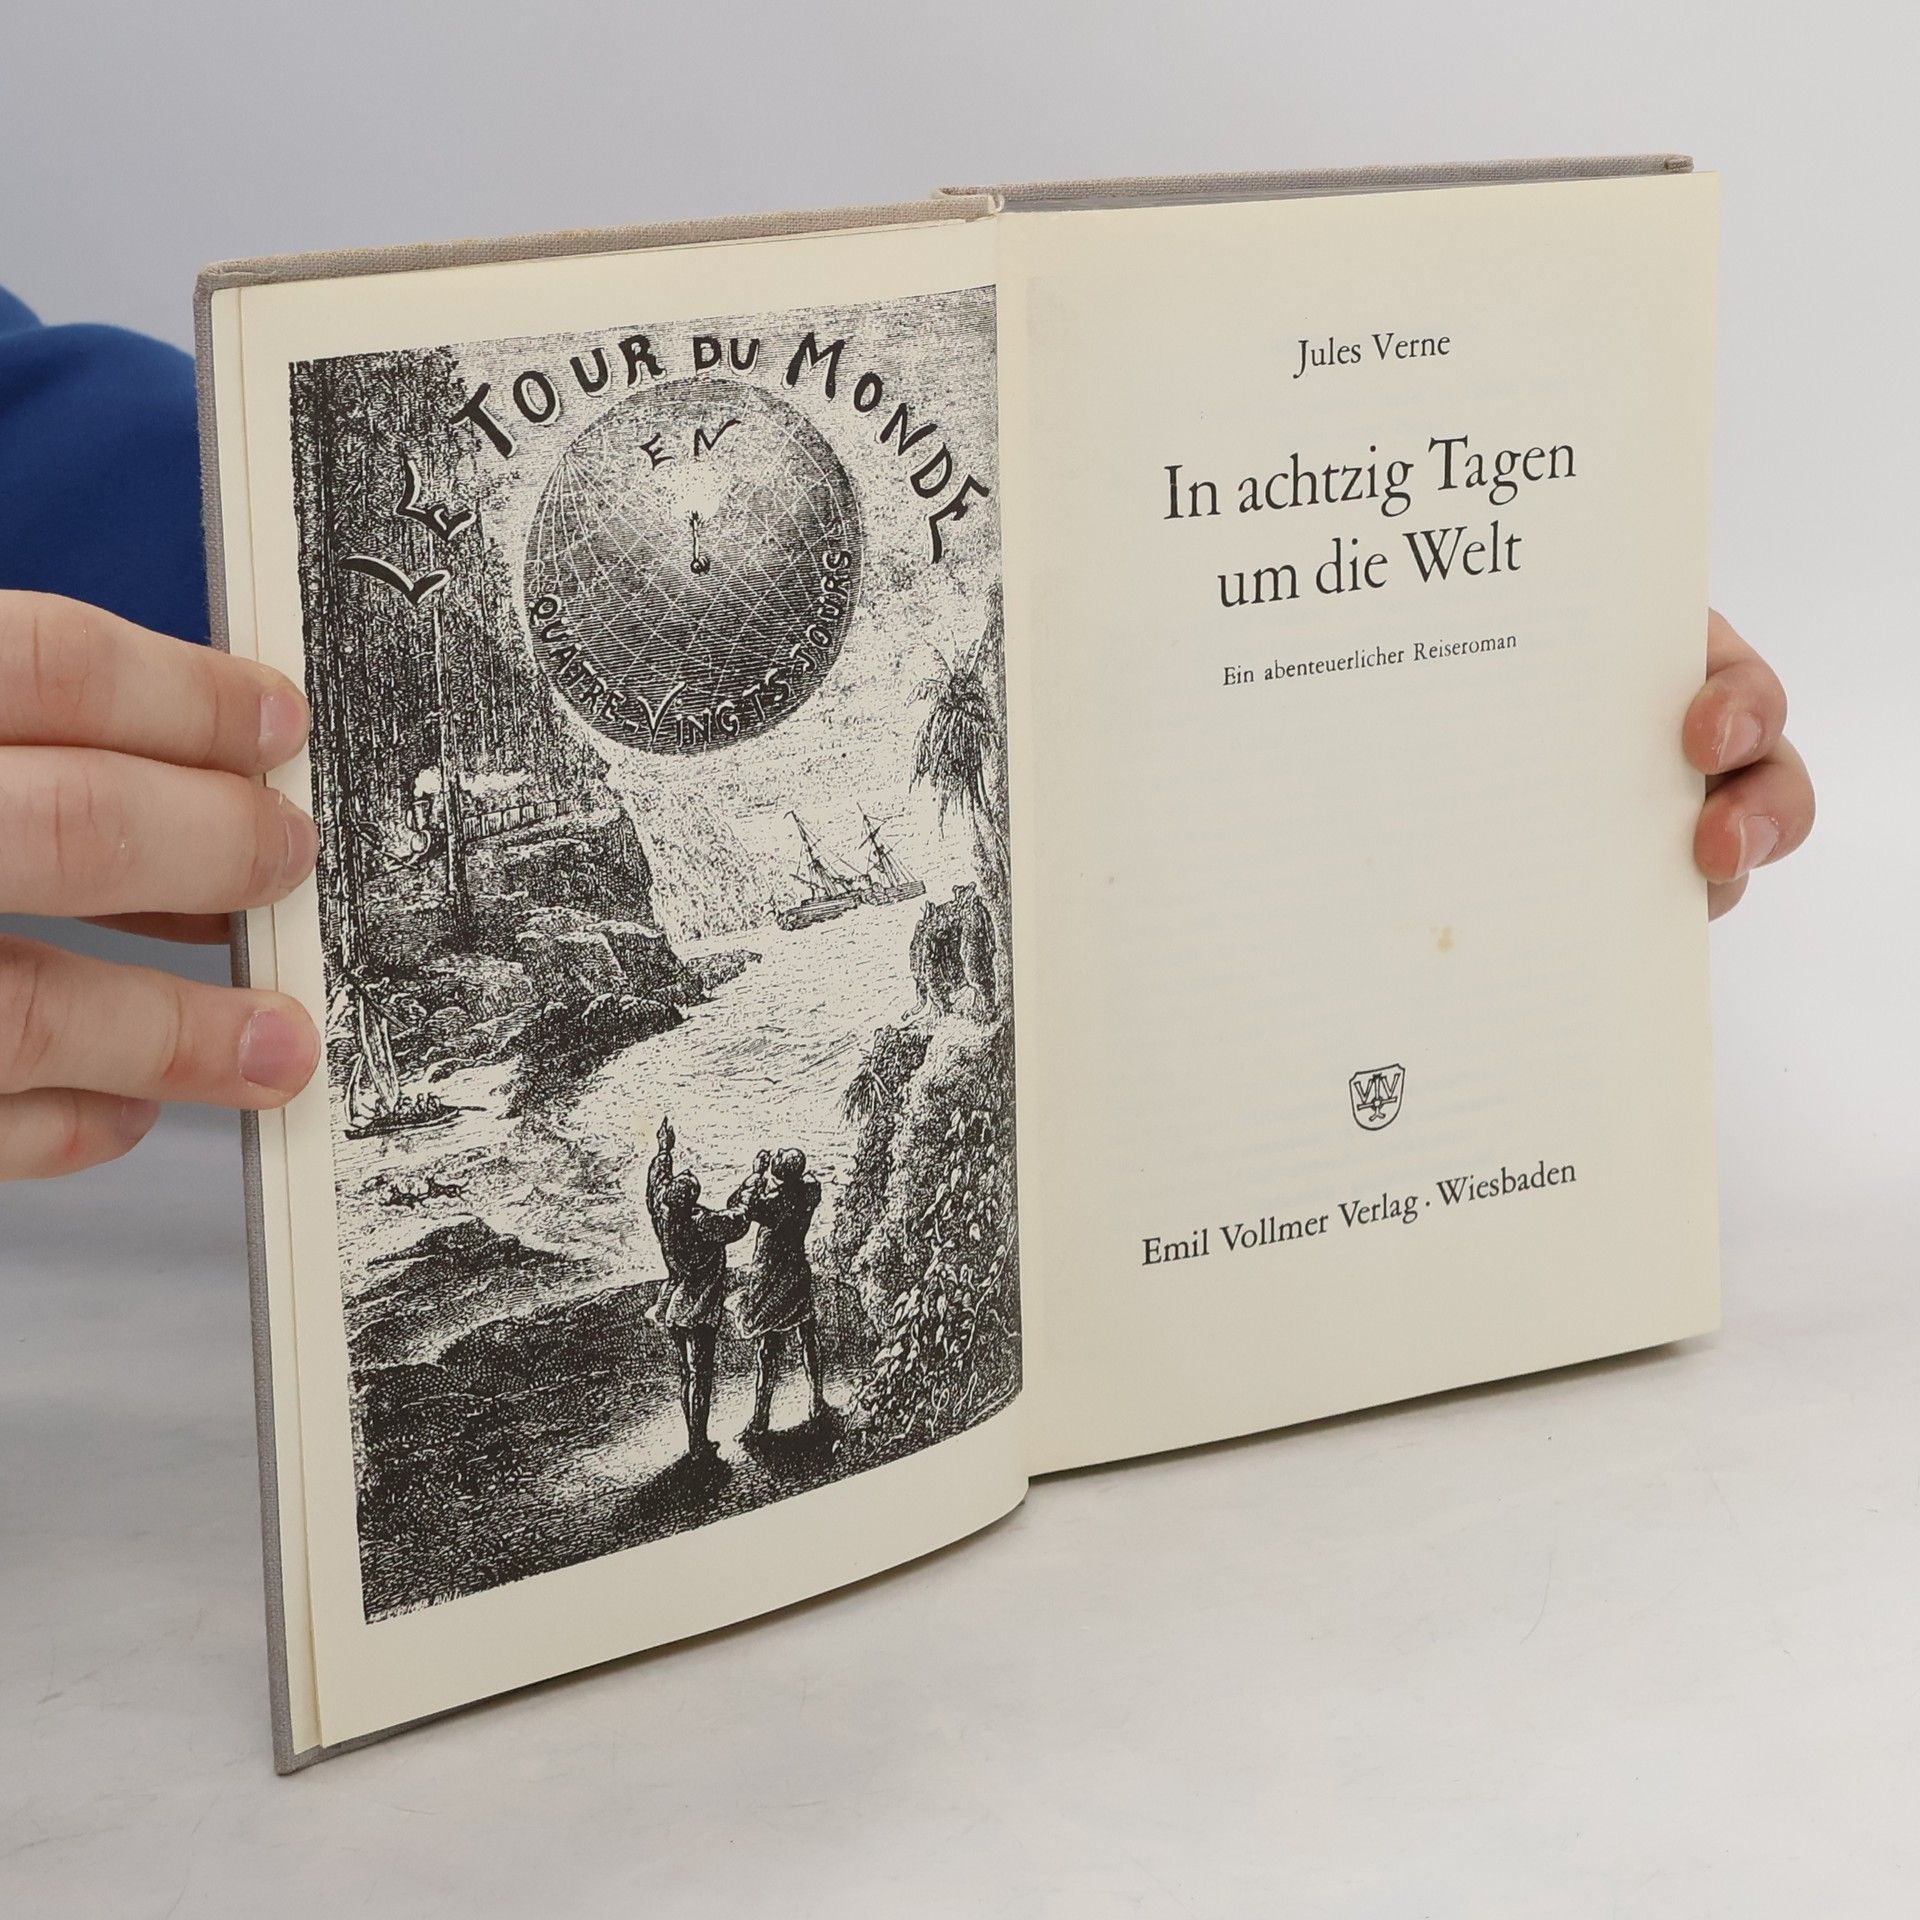 LE TOUR DU MONDE
EN
QUATRE-VINGTS-JOURS
Jules Verne
In achtzig Tagen
um die Welt
Ein abenteuerlicher Reiseroman
VIV
Emil Vollmer Verlag . Wiesbaden